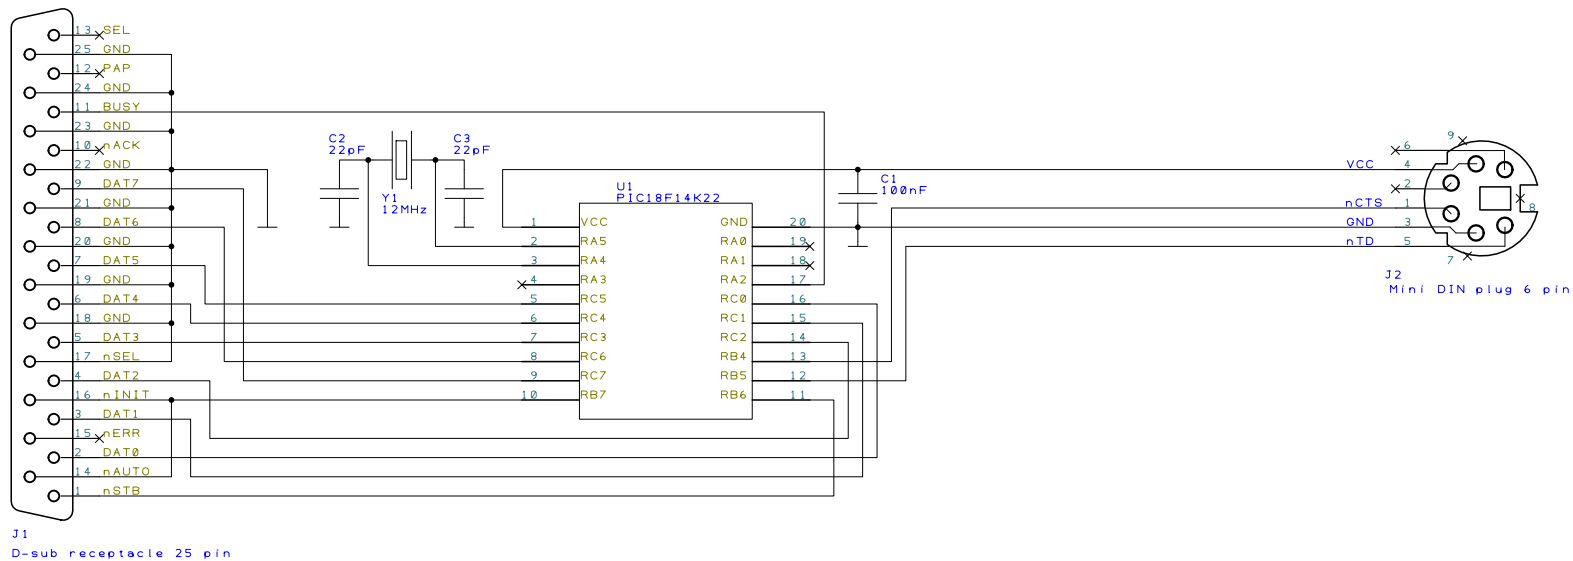 13 SEL
25 GND
12 PAP
24 GND
11 BUSY
23 GND
10 nACK
22 GND
9 DAT7
21 GND
8 DAT6
20 GND
7 DAT5
19 GND
6 DAT4
18 GND
5 DAT3
17 nSEL
4 DAT2
16 nINIT
3 DAT1
15 nERR
2 DAT0
14 nAUTO
1 nSTB
J1
D-sub receptacle 25 pin
C2
22pF
Y1
12MHz
C3
22pF
U1
PIC18F14K22
1 VCC GND 20
2 RA5 RA0 19
3 RA4 RA1 18
4 RA3 RA2 17
5 RC5 RC0 16
6 RC4 RC1 15
7 RC3 RC2 14
8 RC6 RB4 13
9 RC7 RB5 12
10 RB7 RB6 11
C1
100nF
9
6
VCC 4
2
nCTS 1
8
GND 3
nTD 5
7
J2
Mini DIN plug 6 pin